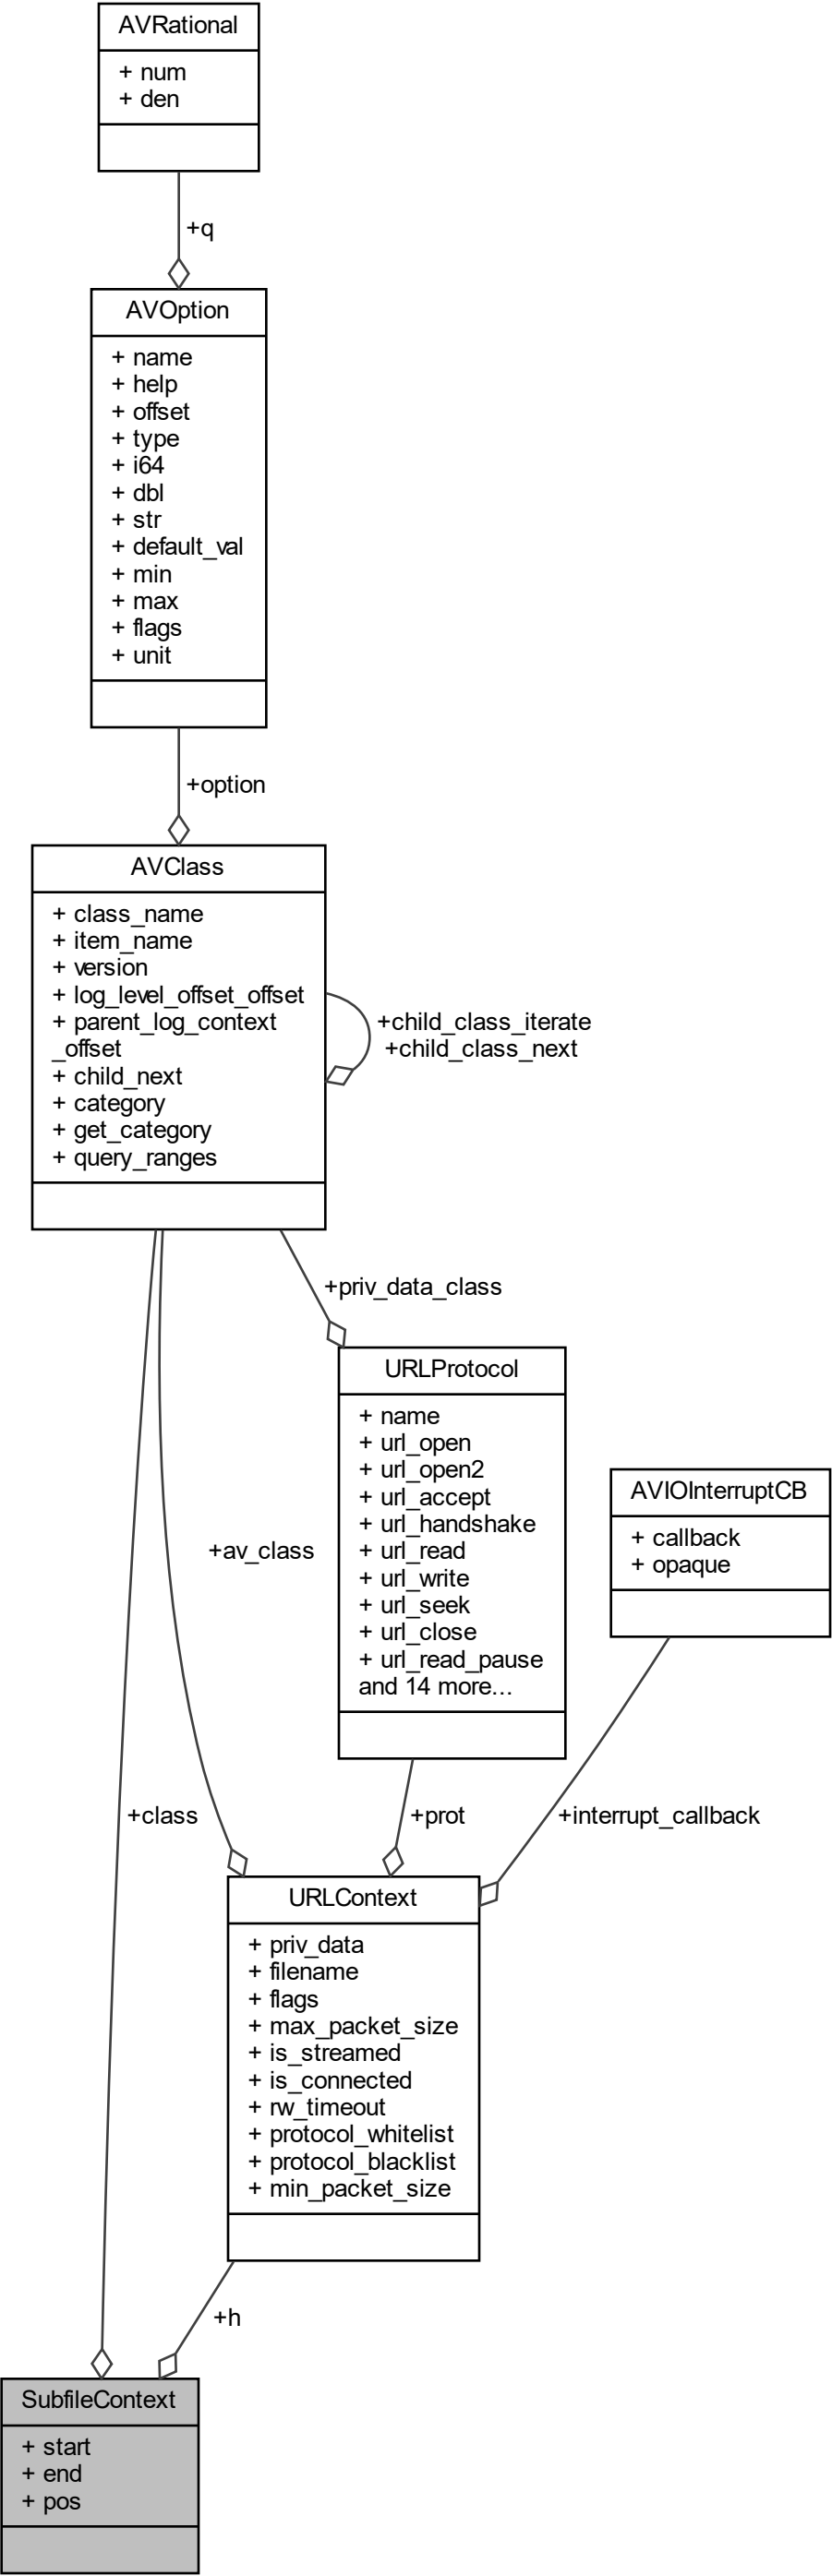 AVRational
+ num
+ den
+q
AVOption
+ name
+ help
+ offset
+ type
+ i64
+ dbl
+ str
+ default_val
+ min
+ max
+ flags
+ unit
+option
AVClass
+ class_name
+ item_name
+ version
+ log_level_offset_offset
+ parent_log_context
_offset
+ child_next
+ category
+ get_category
+ query_ranges
+child_class_iterate
+child_class_next
+priv_data_class
URLProtocol
+ name
+ url_open
+ url_open2
+ url_accept
+ url_handshake
+ url_read
+ url_write
+ url_seek
+ url_close
+ url_read_pause
and 14 more...
AVIOInterruptCB
+ callback
+ opaque
+av_class
+class
+prot
+interrupt_callback
URLContext
+ priv_data
+ filename
+ flags
+ max_packet_size
+ is_streamed
+ is_connected
+ rw_timeout
+ protocol_whitelist
+ protocol_blacklist
+ min_packet_size
+h
SubfileContext
+ start
+ end
+ pos